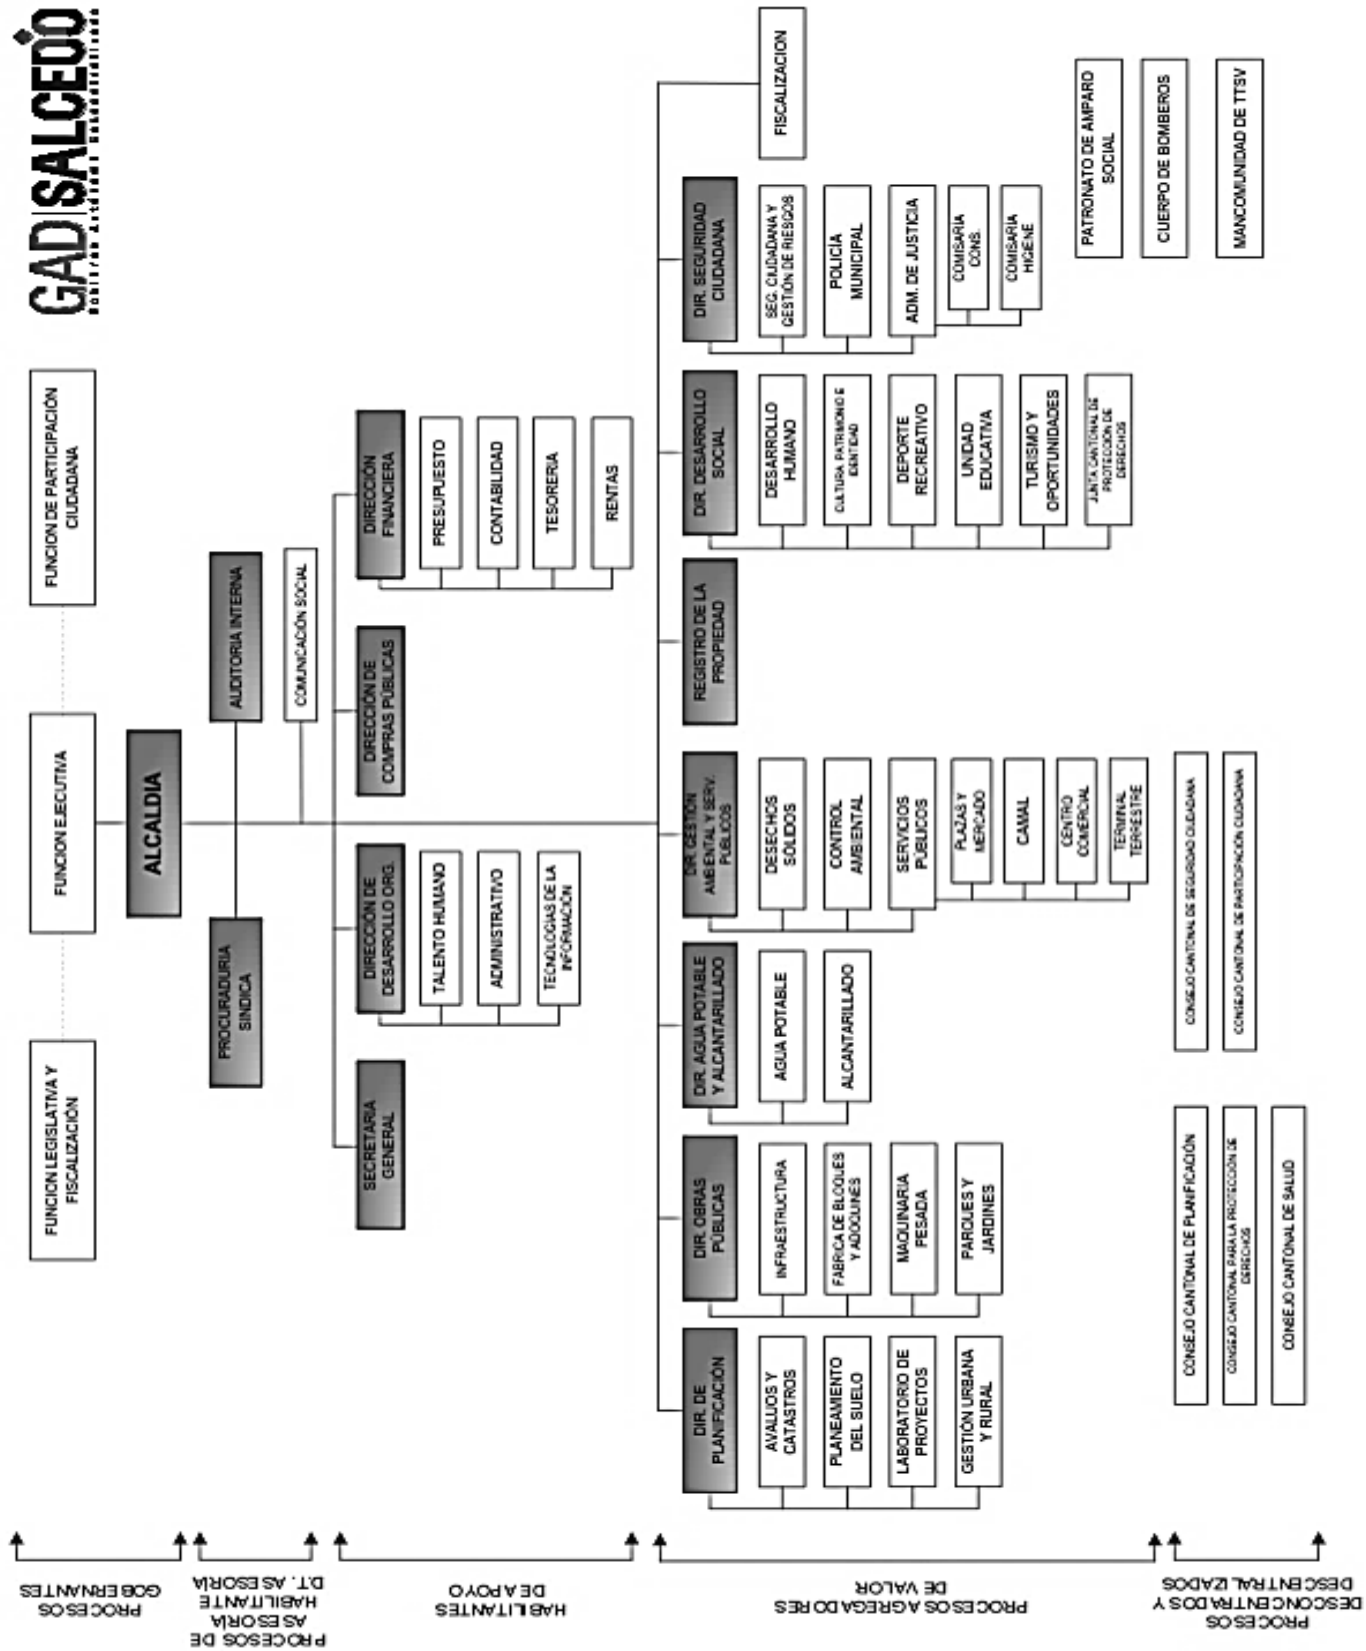 GAD SALCEDO
FUNCION LEGISLATIVA Y
FISCALIZACIÓN
FUNCION EJECUTIVA
FUNCION DE PARTICIPACIÓN
CIUDADANA
ALCALDIA
PROCURADURIA
SINDICA
AUDITORIA INTERNA
COMUNICACIÓN SOCIAL
SECRETARIA
GENERAL
DIRECCIÓN DE
DESARROLLO ORG.
TALENTO HUMANO
ADMINISTRATIVO
TECNOLOGIAS DE LA
INFORMACIÓN
DIRECCIÓN DE
COMPRAS PÚBLICAS
DIRECCIÓN
FINANCIERA
PRESUPUESTO
CONTABILIDAD
TESORERIA
RENTAS
DIR. DE
PLANIFICACIÓN
AVALUOS Y
CATASTROS
PLANEAMIENTO
DEL SUELO
LABORATORIO DE
PROYECTOS
GESTIÓN URBANA
Y RURAL
DIR. OBRAS
PÚBLICAS
INFRAESTRUCTURA
FABRICA DE BLOQUES
Y ADOQUINES
MAQUINARIA
PESADA
PARQUES Y
JARDINES
DIR. AGUA POTABLE
Y ALCANTARILLADO
AGUA POTABLE
ALCANTARILLADO
DIR. GESTIÓN
AMBIENTAL Y SERV.
PUBLICOS
DESECHOS
SOLIDOS
CONTROL
AMBIENTAL
SERVICIOS
PÚBLICOS
PLAZAS Y
MERCADO
CAMAL
CENTRO
COMERCIAL
TERMINAL
TERRESTRE
REGISTRO DE LA
PROPIEDAD
DIR. DESARROLLO
SOCIAL
DESARROLLO
HUMANO
CULTURA PATRIMONIO E
IDENTIDAD
DEPORTE
RECREATIVO
UNIDAD
EDUCATIVA
TURISMO Y
OPORTUNIDADES
JUNTA CANTONAL DE
PROTECCION DE
DERECHOS
DIR. SEGURIDAD
CIUDADANA
SEG. CIUDADANA Y
GESTIÓN DE RIESGOS
POLICÍA
MUNICIPAL
ADM. DE JUSTICIA
COMISARÍA
CONS.
COMISARÍA
HIGIENE
FISCALIZACION
PATRONATO DE AMPARO
SOCIAL
CUERPO DE BOMBEROS
MANCOMUNIDAD DE TTSV
CONSEJO CANTONAL DE PLANIFICACIÓN
CONSEJO CANTONAL PARA LA PROTECCIÓN DE
DERECHOS
CONSEJO CANTONAL DE SALUD
CONSEJO CANTONAL DE SEGURIDAD CIUDADANA
CONSEJO CANTONAL DE PARTICIPACIÓN CIUDADANA
PROCESOS
GOBERNANTES
PROCESOS DE
ASESORÍA
HABILITANTE
D.T. ASESORÍA
HABILITANTES
DE APOYO
PROCESOS AGREGADORES
DE VALOR
PROCESOS
DESCONCENTRADOS Y
DESCENTRALIZADOS